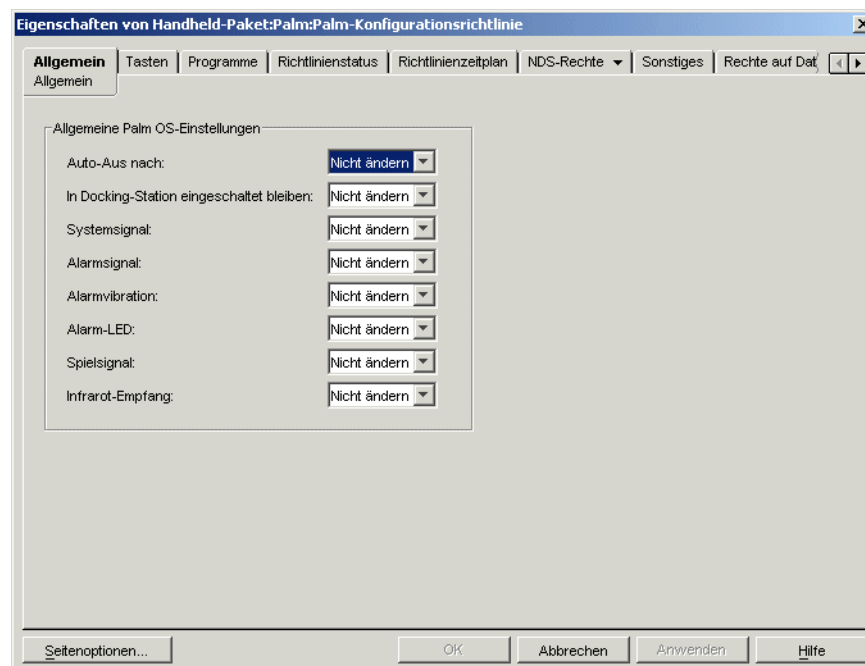 Eigenschaften von Handheld-Paket:Palm:Palm-Konfigurationsrichtlinie
Allgemein Tasten Programme Richtlinienstatus Richtlinienzeitplan NDS-Rechte Sonstiges Rechte auf Dat
Allgemein
Allgemeine Palm OS-Einstellungen
Auto-Aus nach: Nicht ändern
In Docking-Station eingeschaltet bleiben: Nicht ändern
Systemsignal: Nicht ändern
Alarmsignal: Nicht ändern
Alarmvibration: Nicht ändern
Alarm-LED: Nicht ändern
Spielsignal: Nicht ändern
Infrarot-Empfang: Nicht ändern
Seitenoptionen... OK Abbrechen Anwenden Hilfe